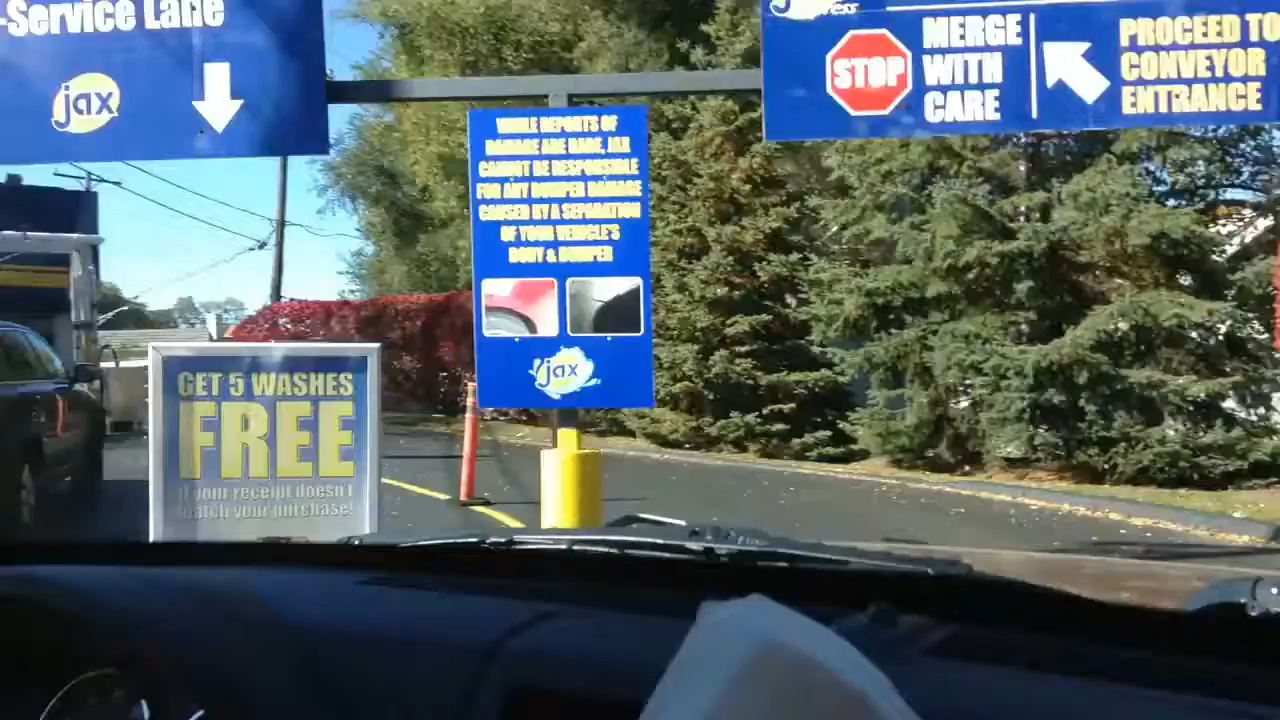 -Service Lane
jax
ess
STOP
MERGE
WITH
CARE
PROCEED TO
CONVEYOR
ENTRANCE
WHILE REPORTS OF
DAMAGE ARE RARE, JAX
CANNOT BE RESPONSIBLE
FOR ANY BUMPER DAMAGE
CAUSED BY A SEPARATION
OF YOUR VEHICLE'S
BODY & BUMPER
jax
GET 5 WASHES
FREE
if your receipt doesn't
match your purchase!